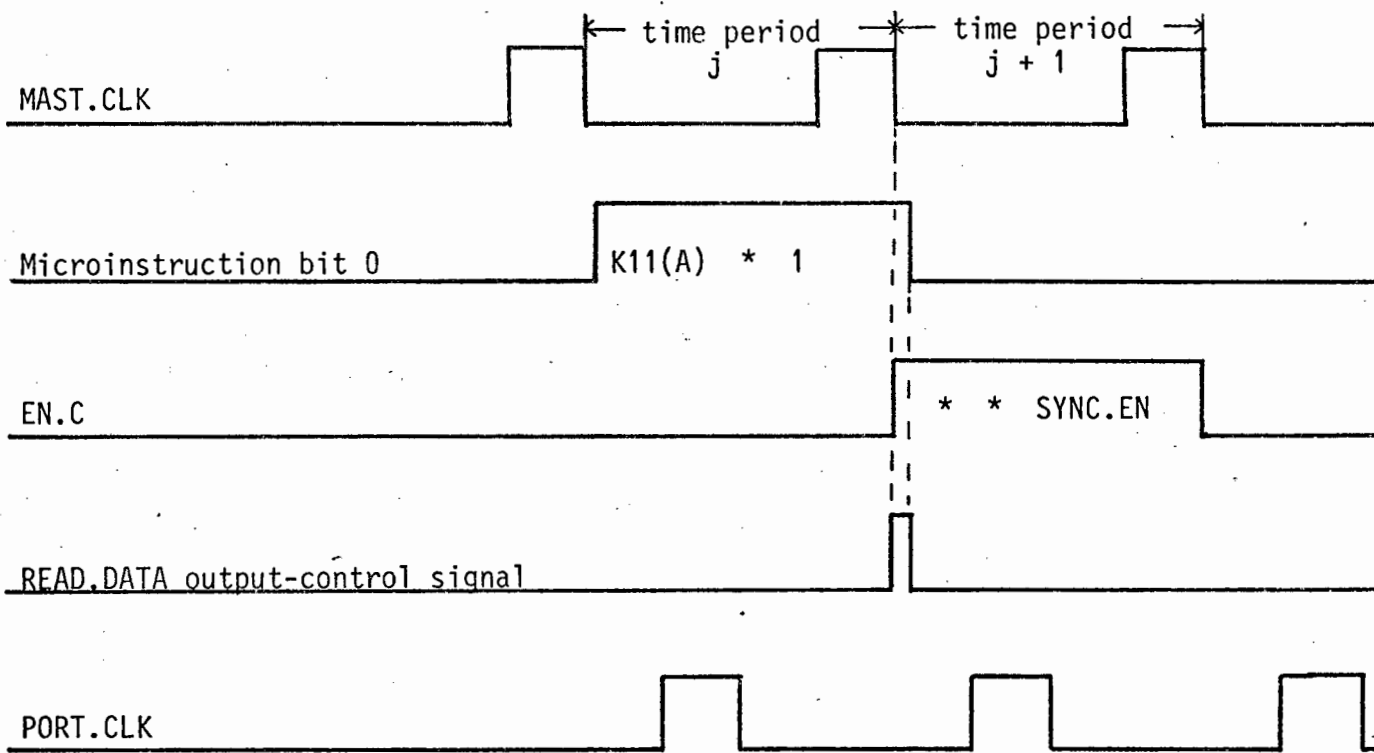 time period
j
time period
j + 1
MAST.CLK
Microinstruction bit 0
K11(A) * 1
EN.C
* * SYNC.EN
READ.DATA output-control signal
PORT.CLK